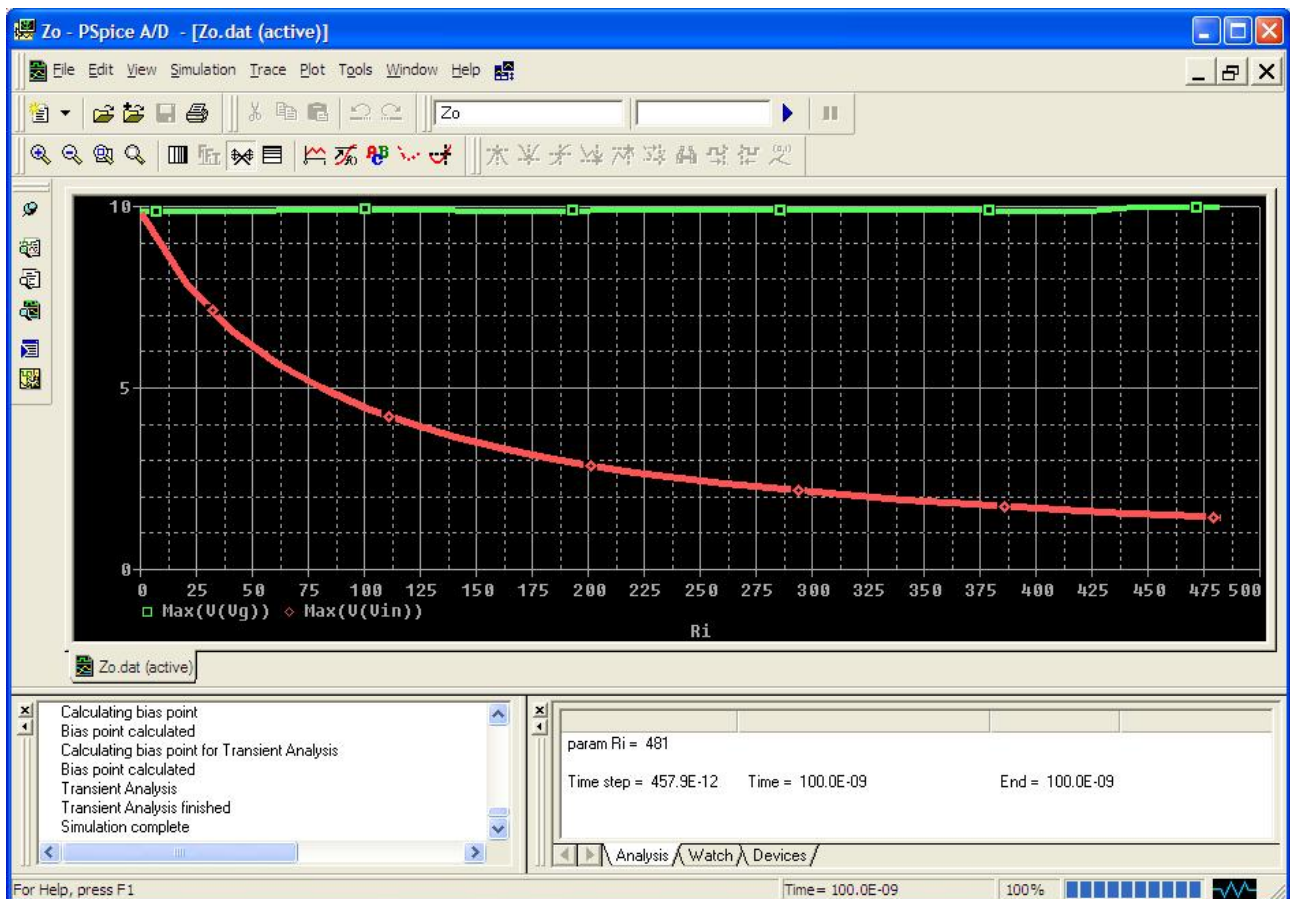 Zo - PSpice A/D - [Zo.dat (active)]
File Edit View Simulation Trace Plot Tools Window Help
Zo
FFT
10
5
0
0 25 50 75 100 125 150 175 200 225 250 275 300 325 350 375 400 425 450 475 500
Max(V(Vg)) Max(V(Vin))
Ri
Zo.dat (active)
Calculating bias point
Bias point calculated
Calculating bias point for Transient Analysis
Bias point calculated
Transient Analysis
Transient Analysis finished
Simulation complete
param Ri = 481
Time step = 457.9E-12 Time = 100.0E-09 End = 100.0E-09
Analysis Watch Devices
For Help, press F1 Time= 100.0E-09 100%